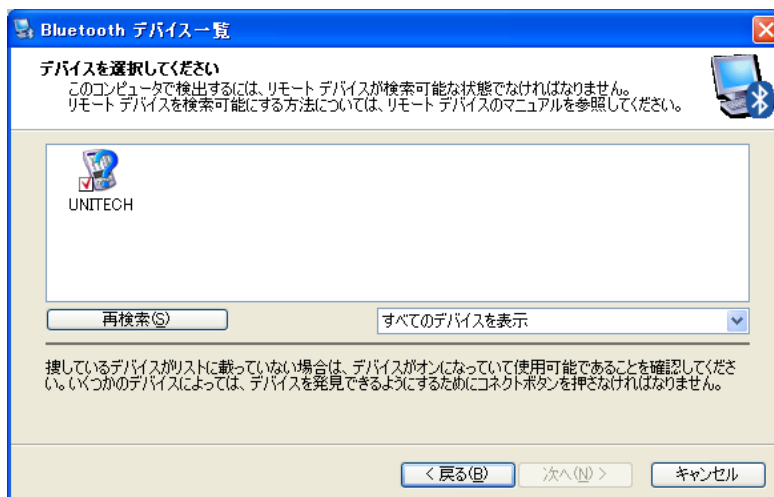 Bluetooth デバイス一覧
デバイスを選択してください
このコンピュータで検出するには、リモート デバイスが検索可能な状態でなければなりません。
リモート デバイスを検索可能にする方法については、リモート デバイスのマニュアルを参照してください。
UNITECH
再検索(S)
すべてのデバイスを表示
捜しているデバイスがリストに載っていない場合は、デバイスがオンになっていて使用可能であることを確認してくださ
い。いくつかのデバイスによっては、デバイスを発見できるようにするためにコネクトボタンを押さなければなりません。
< 戻る(B)
次へ(N) >
キャンセル